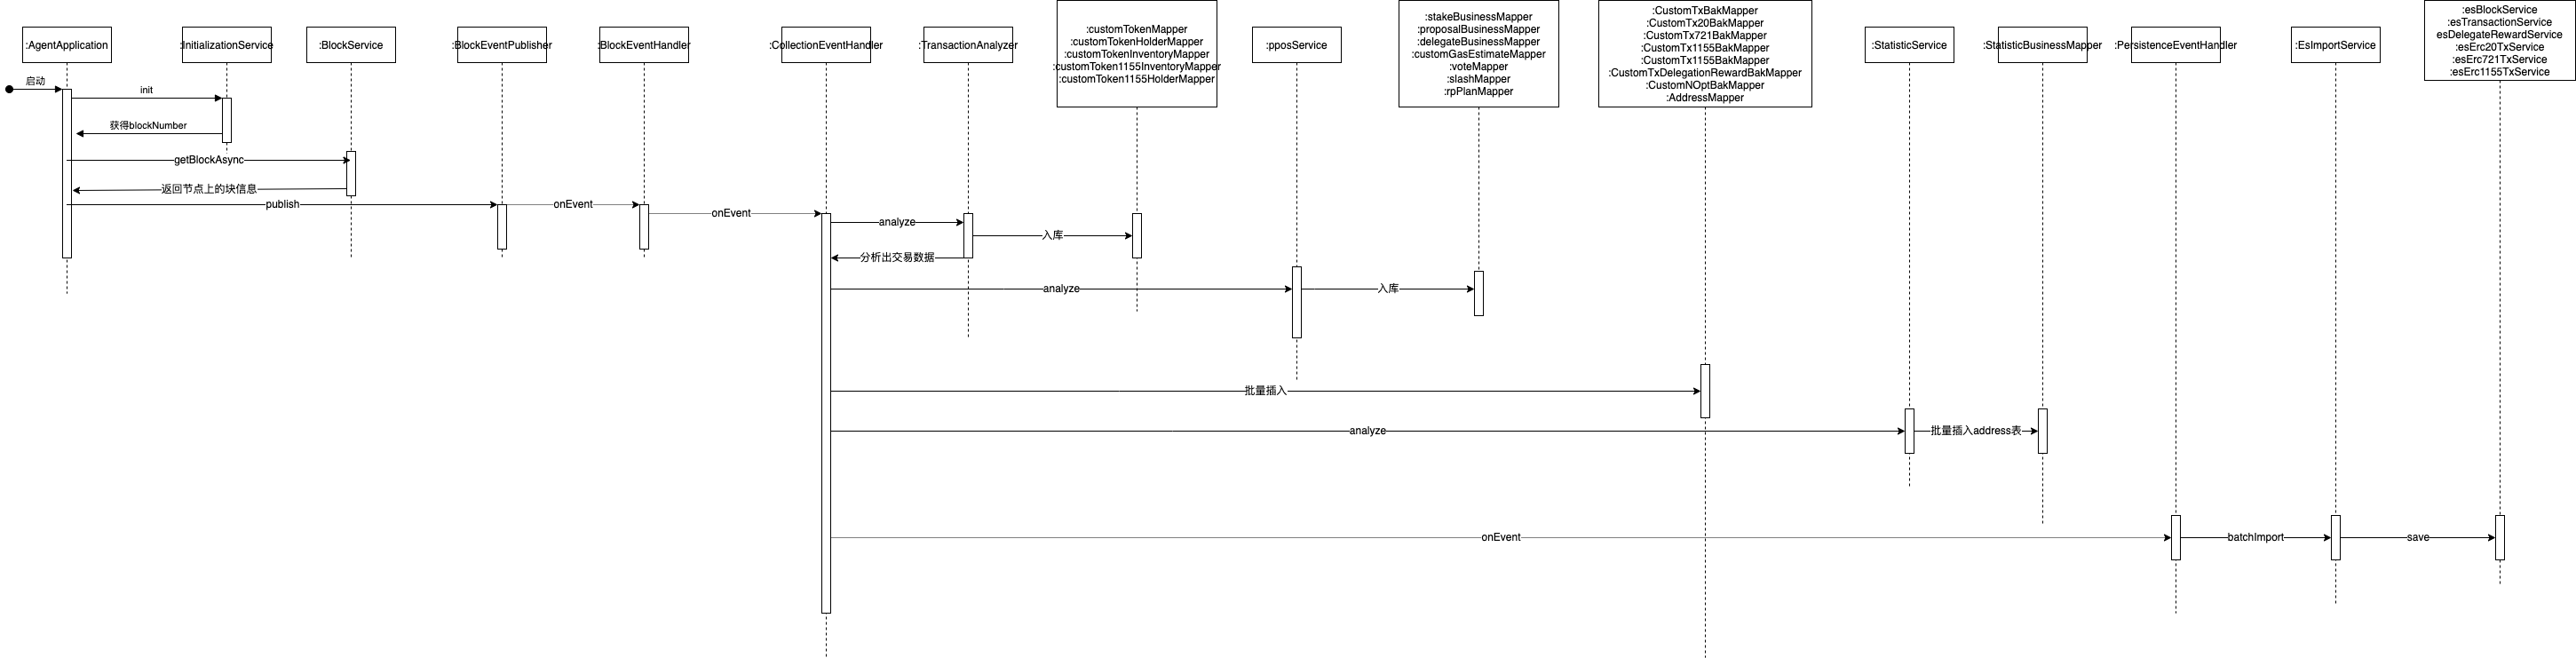 :AgentApplication
:InitializationService
:BlockService
:BlockEventPublisher
:BlockEventHandler
:CollectionEventHandler
:TransactionAnalyzer
:customTokenMapper
:customTokenHolderMapper
:customTokenInventoryMapper
:customToken1155InventoryMapper
:customToken1155HolderMapper
:pposService
:stakeBusinessMapper
:proposalBusinessMapper
:delegateBusinessMapper
:customGasEstimateMapper
:voteMapper
:slashMapper
:rpPlanMapper
:CustomTxBakMapper
:CustomTx20BakMapper
:CustomTx721BakMapper
:CustomTx1155BakMapper
:CustomTx1155BakMapper
:CustomTxDelegationRewardBakMapper
:CustomNOptBakMapper
:AddressMapper
:StatisticService
:StatisticBusinessMapper
:PersistenceEventHandler
:EsImportService
:esBlockService
:esTransactionService
esDelegateRewardService
:esErc20TxService
:esErc721TxService
:esErc1155TxService
启动
init
获得blockNumber
getBlockAsync
返回节点上的块信息
publish
onEvent
onEvent
analyze
入库
分析出交易数据
analyze
入库
批量插入
analyze
批量插入address表
onEvent
batchImport
save